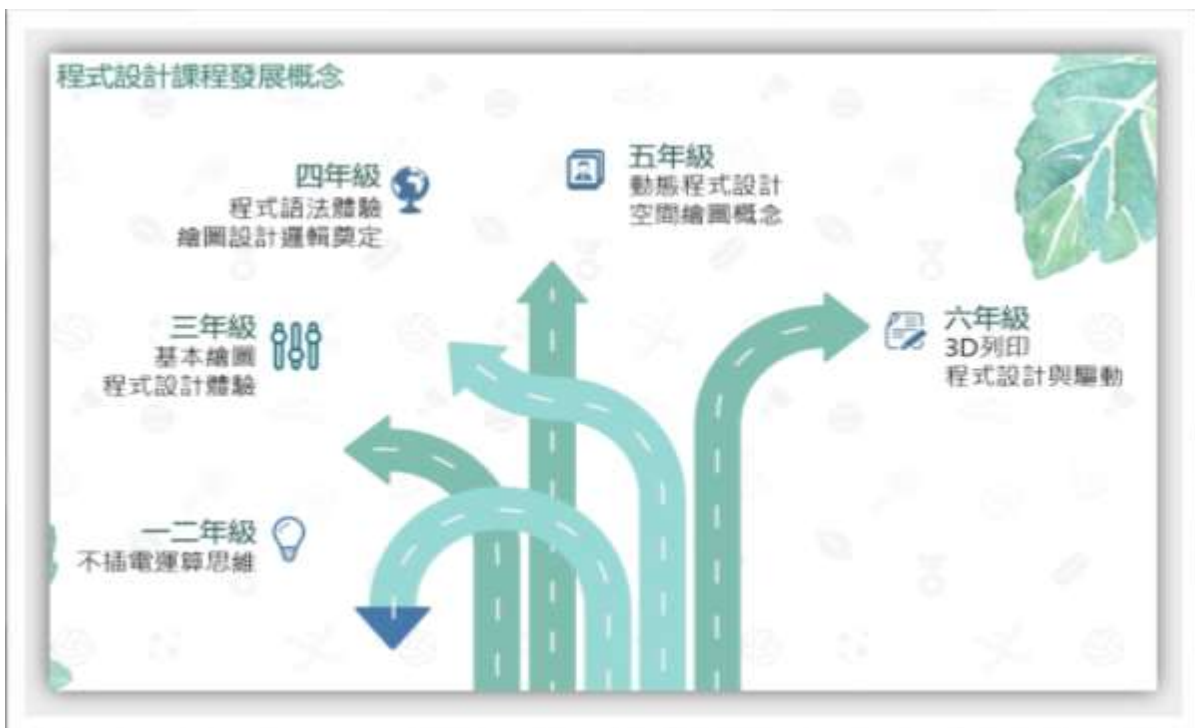 程式設計課程發展概念
四年級
程式語法體驗
繪圖設計邏輯奠定
五年級
動態程式設計
空間繪圖概念
三年級
基本繪圖
程式設計體驗
六年級
3D列印
程式設計與驅動
一二年級
不插電運算思維